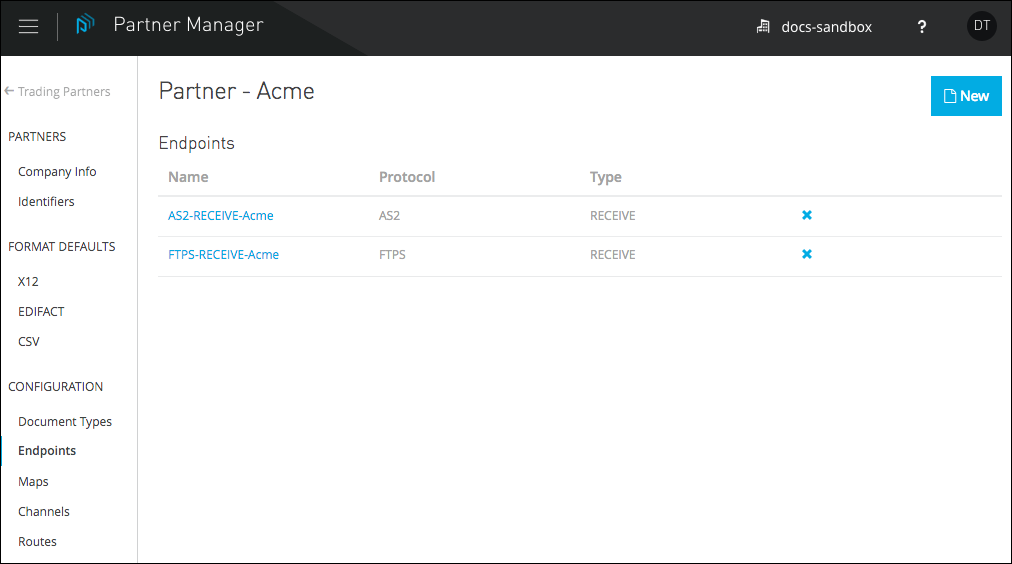 Partner Manager
docs-sandbox
?
DT
Trading Partners
PARTNERS
Company Info
Identifiers
FORMAT DEFAULTS
X12
EDIFACT
CSV
CONFIGURATION
Document Types
Endpoints
Maps
Channels
Routes
Partner - Acme
New
Endpoints
Name Protocol Type
AS2-RECEIVE-Acme AS2 RECEIVE
FTPS-RECEIVE-Acme FTPS RECEIVE